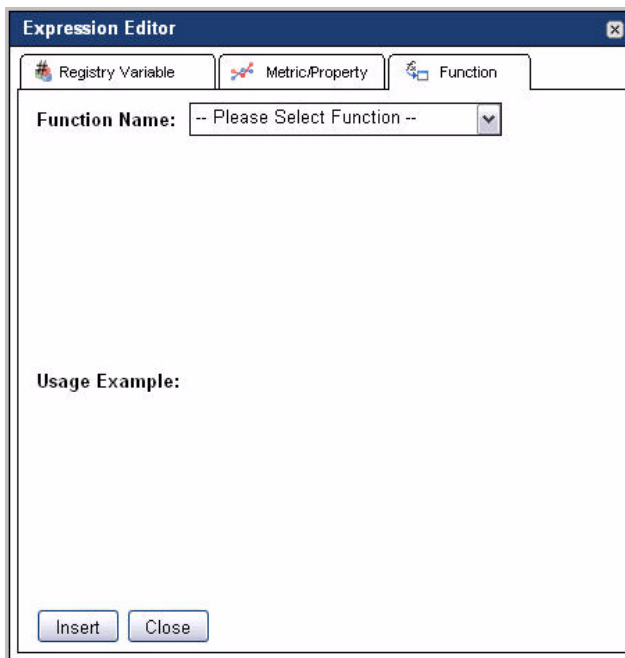 Expression Editor
Registry Variable Metric/Property Function
Function Name: -- Please Select Function --
Usage Example:
Insert Close